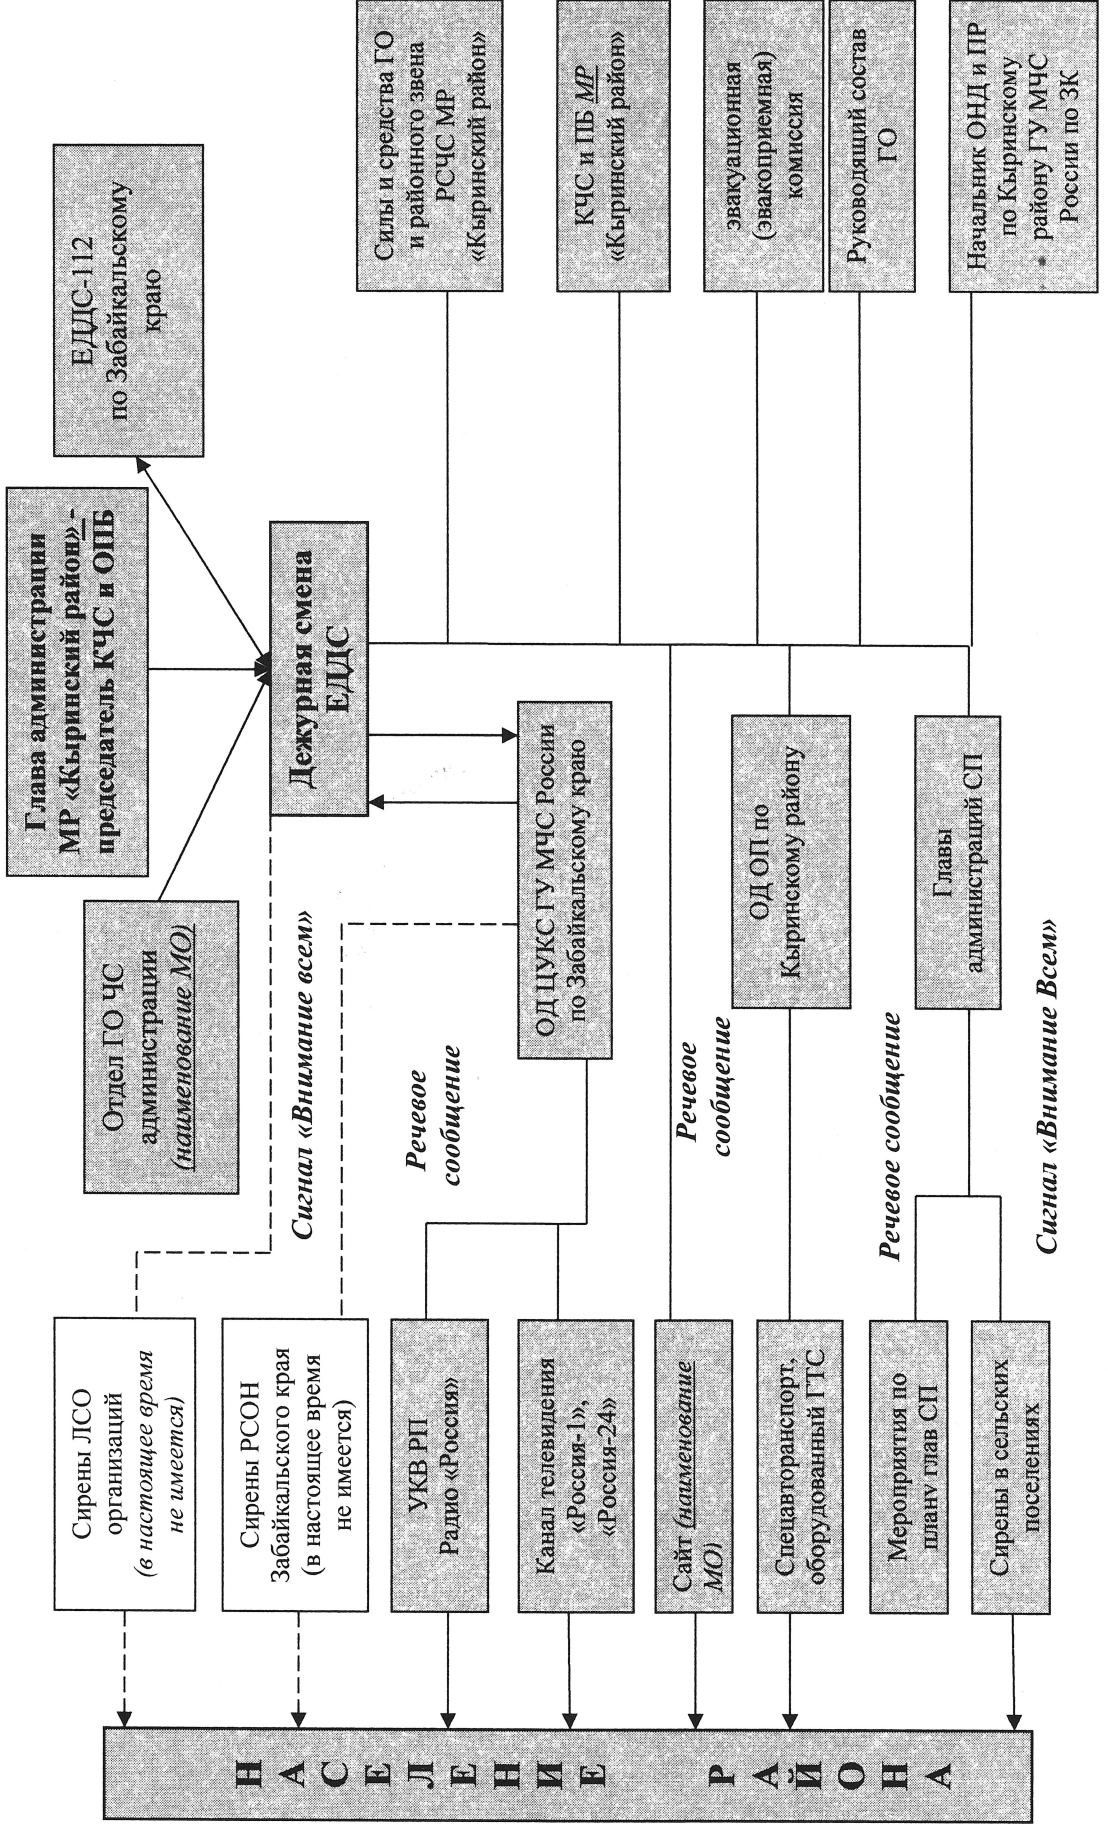 Глава администрации
МР «Кыринский район» -
председатель КЧС и ОПБ
ЕДДС-112
по Забайкальскому
краю
Отдел ГО ЧС
администрации
(наименование МО)
Дежурная смена
ЕДДС
Сирены ЛСО
организаций
(в настоящее время
не имеется)
Сигнал «Внимание всем»
Сирены РСОН
Забайкальского края
(в настоящее время
не имеется)
Силы и средства ГО
и районного звена
РСЧС МР
«Кыринский район»
УКВ РП
Радио «Россия»
Речевое
сообщение
ОД ЦУКС ГУ МЧС России
по Забайкальскому краю
КЧС и ПБ МР
«Кыринский район»
Канал телевидения
«Россия-1»,
«Россия-24»
Сайт (наименование
МО)
Речевое
сообщение
эвакуационная
(эвакоприемная)
комиссия
Спецавтотранспорт,
оборудованный ГТС
ОД ОП по
Кыринскому району
Руководящий состав
ГО
Мероприятия по
плану глав СП
Речевое сообщение
Главы
администраций СП
Начальник ОНД и ПР
по Кыринскому
району ГУ МЧС
России по ЗК
Сирены в сельских
поселениях
Сигнал «Внимание Всем»
НАСЕЛЕНИЕ РАЙОНА